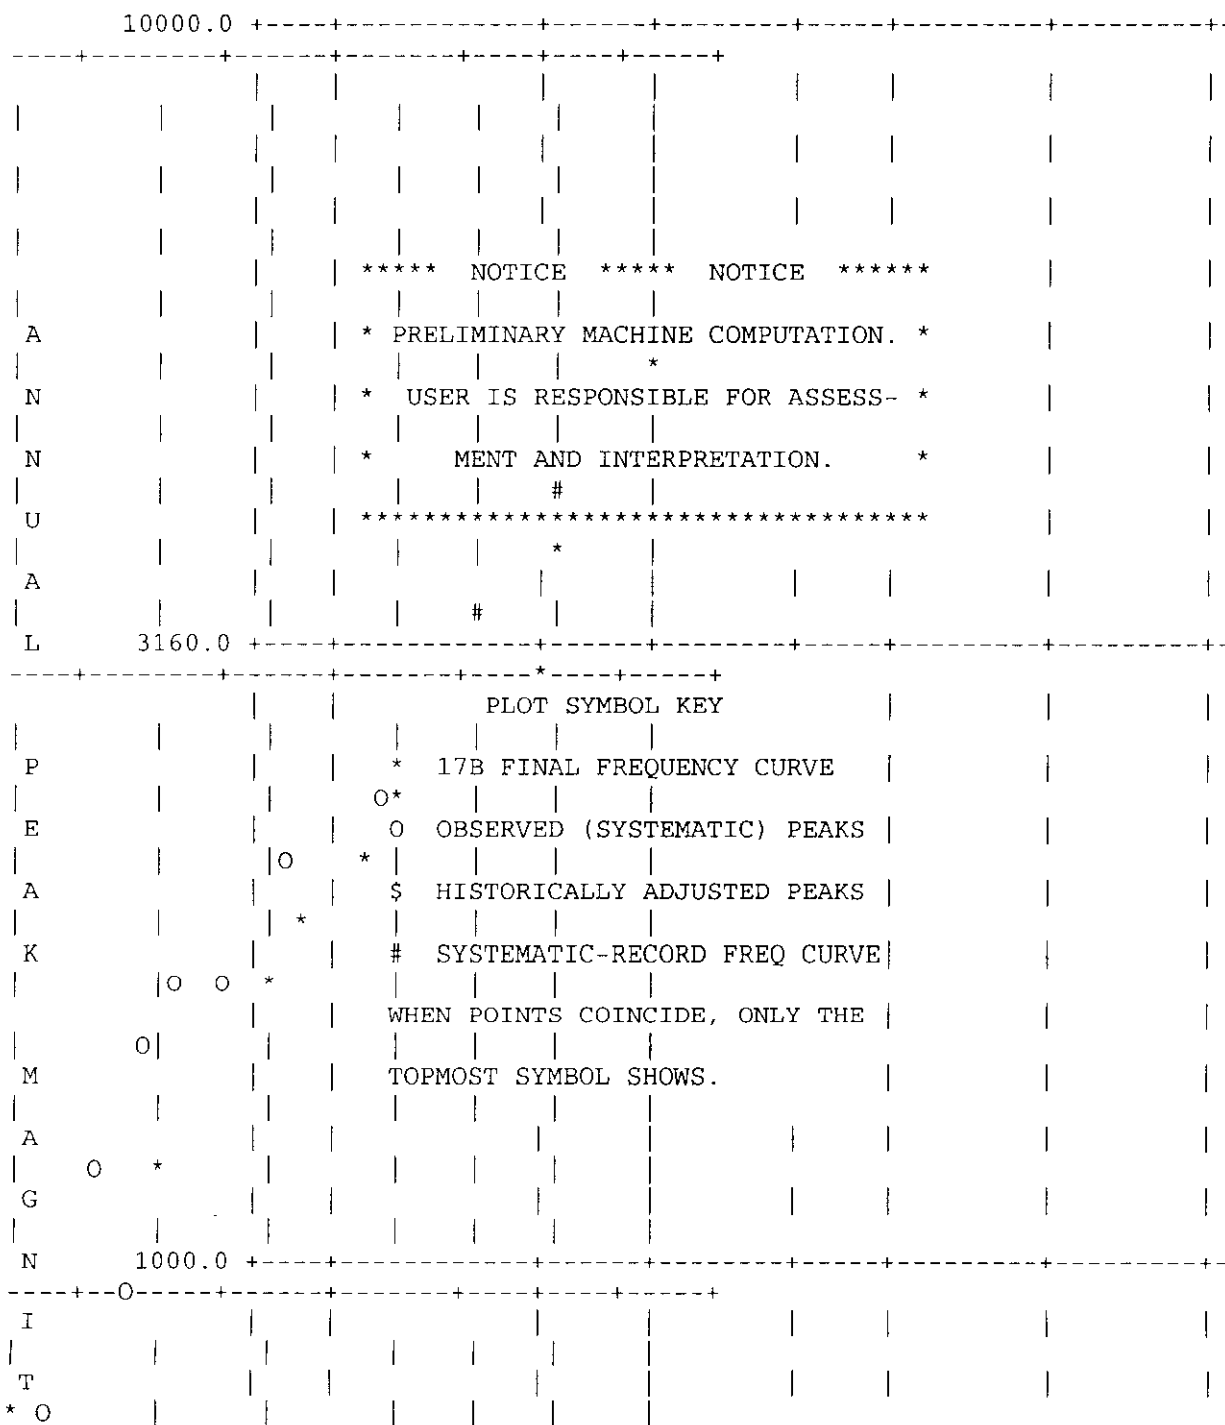 10000.0 +----+------------+------+--------+-----+---------+---------+-
----+--------+------+-------+----+----+-----+
***** NOTICE ***** NOTICE ******
A * PRELIMINARY MACHINE COMPUTATION. *
*
N * USER IS RESPONSIBLE FOR ASSESS- *
N * MENT AND INTERPRETATION. *
#
U ************************************
*
A
#
L 3160.0 +----+------------+------+--------+-----+---------+---------+-
----+--------+------+-------+----*----+-----+
PLOT SYMBOL KEY
P * 17B FINAL FREQUENCY CURVE
O*
E O OBSERVED (SYSTEMATIC) PEAKS
O *
A $ HISTORICALLY ADJUSTED PEAKS
*
K # SYSTEMATIC-RECORD FREQ CURVE
O O *
WHEN POINTS COINCIDE, ONLY THE
O
M TOPMOST SYMBOL SHOWS.
A
O *
G
N 1000.0 +----+------------+------+--------+-----+---------+---------+-
----+--O-----+------+-------+----+----+-----+
I
T
* O